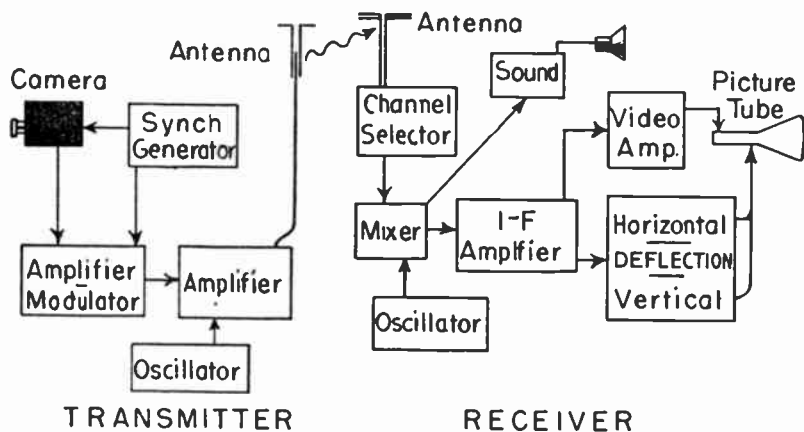 Antenna
Antenna
Camera
Synch
Generator
Amplifier
Modulator
Amplifier
Oscillator
Channel
Selector
Sound
Mixer
I-F
Amplfier
Oscillator
Video
Amp.
Picture
Tube
Horizontal
DEFLECTION
Vertical
TRANSMITTER
RECEIVER